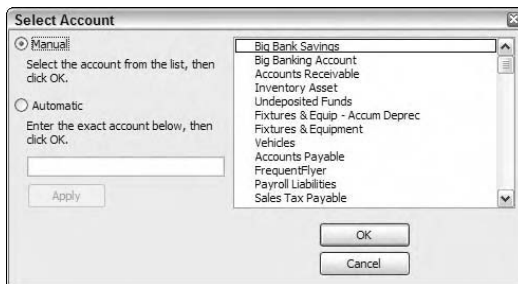 Select Account
Manual
Select the account from the list, then
click OK.
Automatic
Enter the exact account below, then
click OK.
Apply
Big Bank Savings
Big Banking Account
Accounts Receivable
Inventory Asset
Undeposited Funds
Fixtures & Equip - Accum Deprec
Fixtures & Equipment
Vehicles
Accounts Payable
FrequentFlyer
Payroll Liabilities
Sales Tax Payable
OK
Cancel